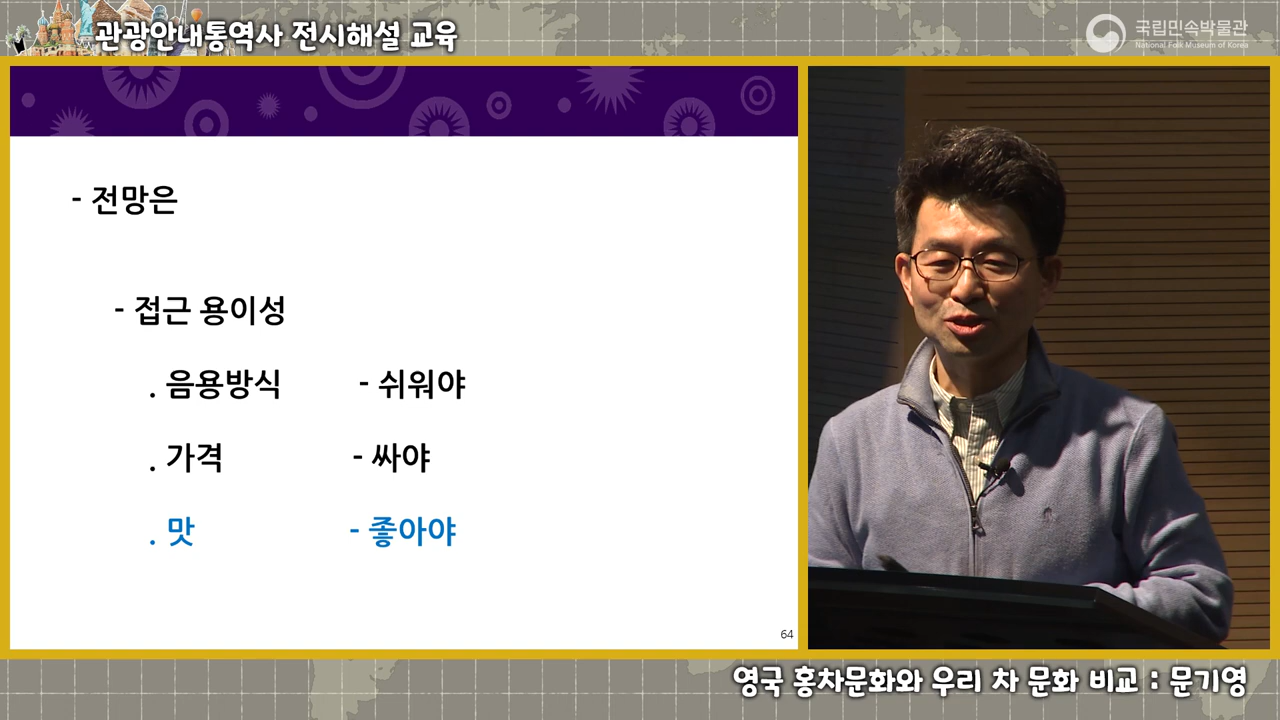 관광안내통역사 전시해설 교육
국립민속박물관
National Folk Museum of Korea
- 전망은
- 접근 용이성
. 음용방식 - 쉬워야
. 가격 - 싸야
. 맛 - 좋아야
64
영국 홍차문화와 우리 차 문화 비교 : 문기영